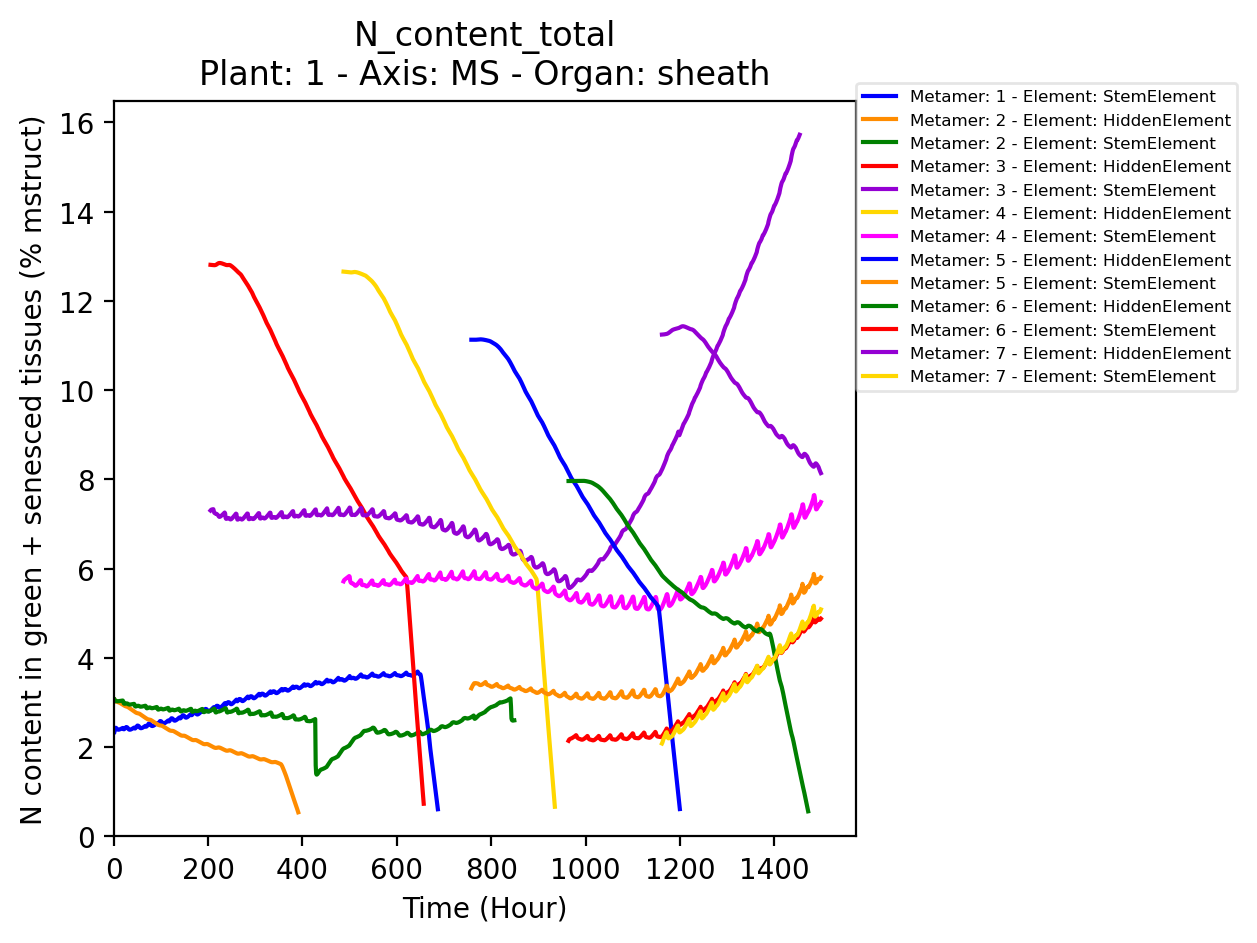 N_content_total
Plant: 1 - Axis: MS - Organ: sheath
N content in green + senesced tissues (% mstruct)
16
14
12
10
8
6
4
2
0
0 200 400 600 800 1000 1200 1400
Time (Hour)
Metamer: 1 - Element: StemElement
Metamer: 2 - Element: HiddenElement
Metamer: 2 - Element: StemElement
Metamer: 3 - Element: HiddenElement
Metamer: 3 - Element: StemElement
Metamer: 4 - Element: HiddenElement
Metamer: 4 - Element: StemElement
Metamer: 5 - Element: HiddenElement
Metamer: 5 - Element: StemElement
Metamer: 6 - Element: HiddenElement
Metamer: 6 - Element: StemElement
Metamer: 7 - Element: HiddenElement
Metamer: 7 - Element: StemElement